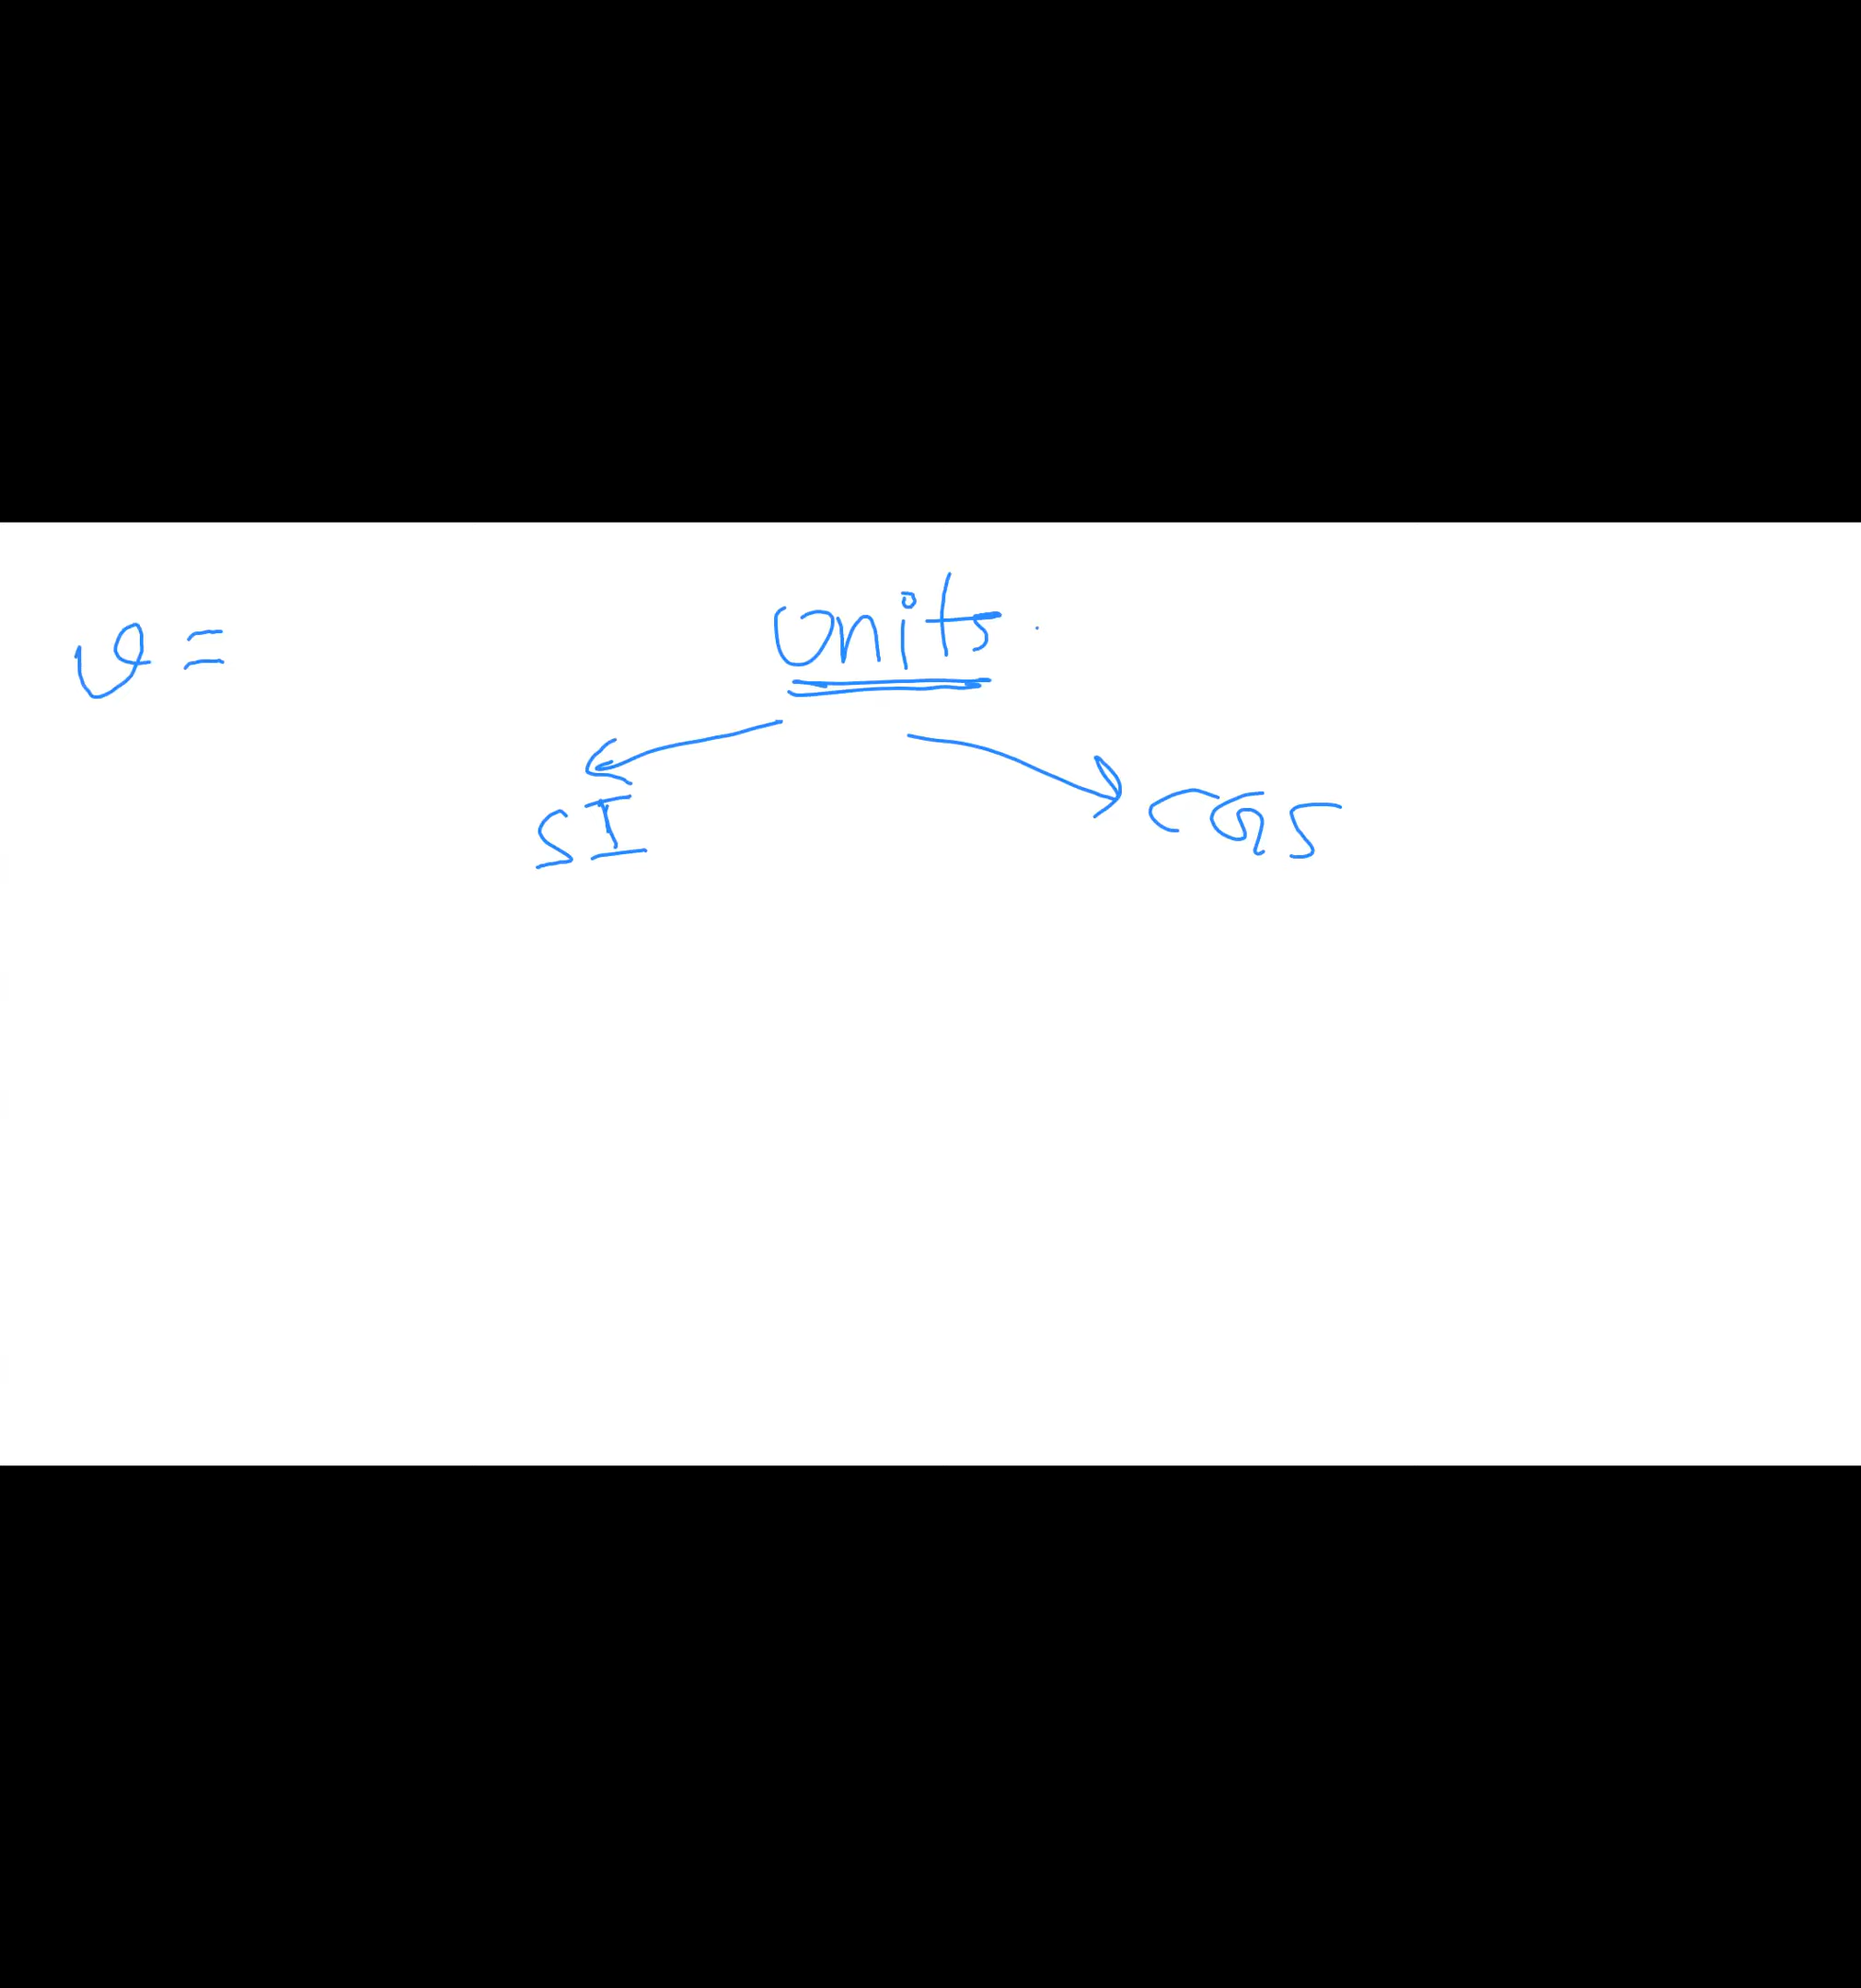 v =
Units.
SI
CGS